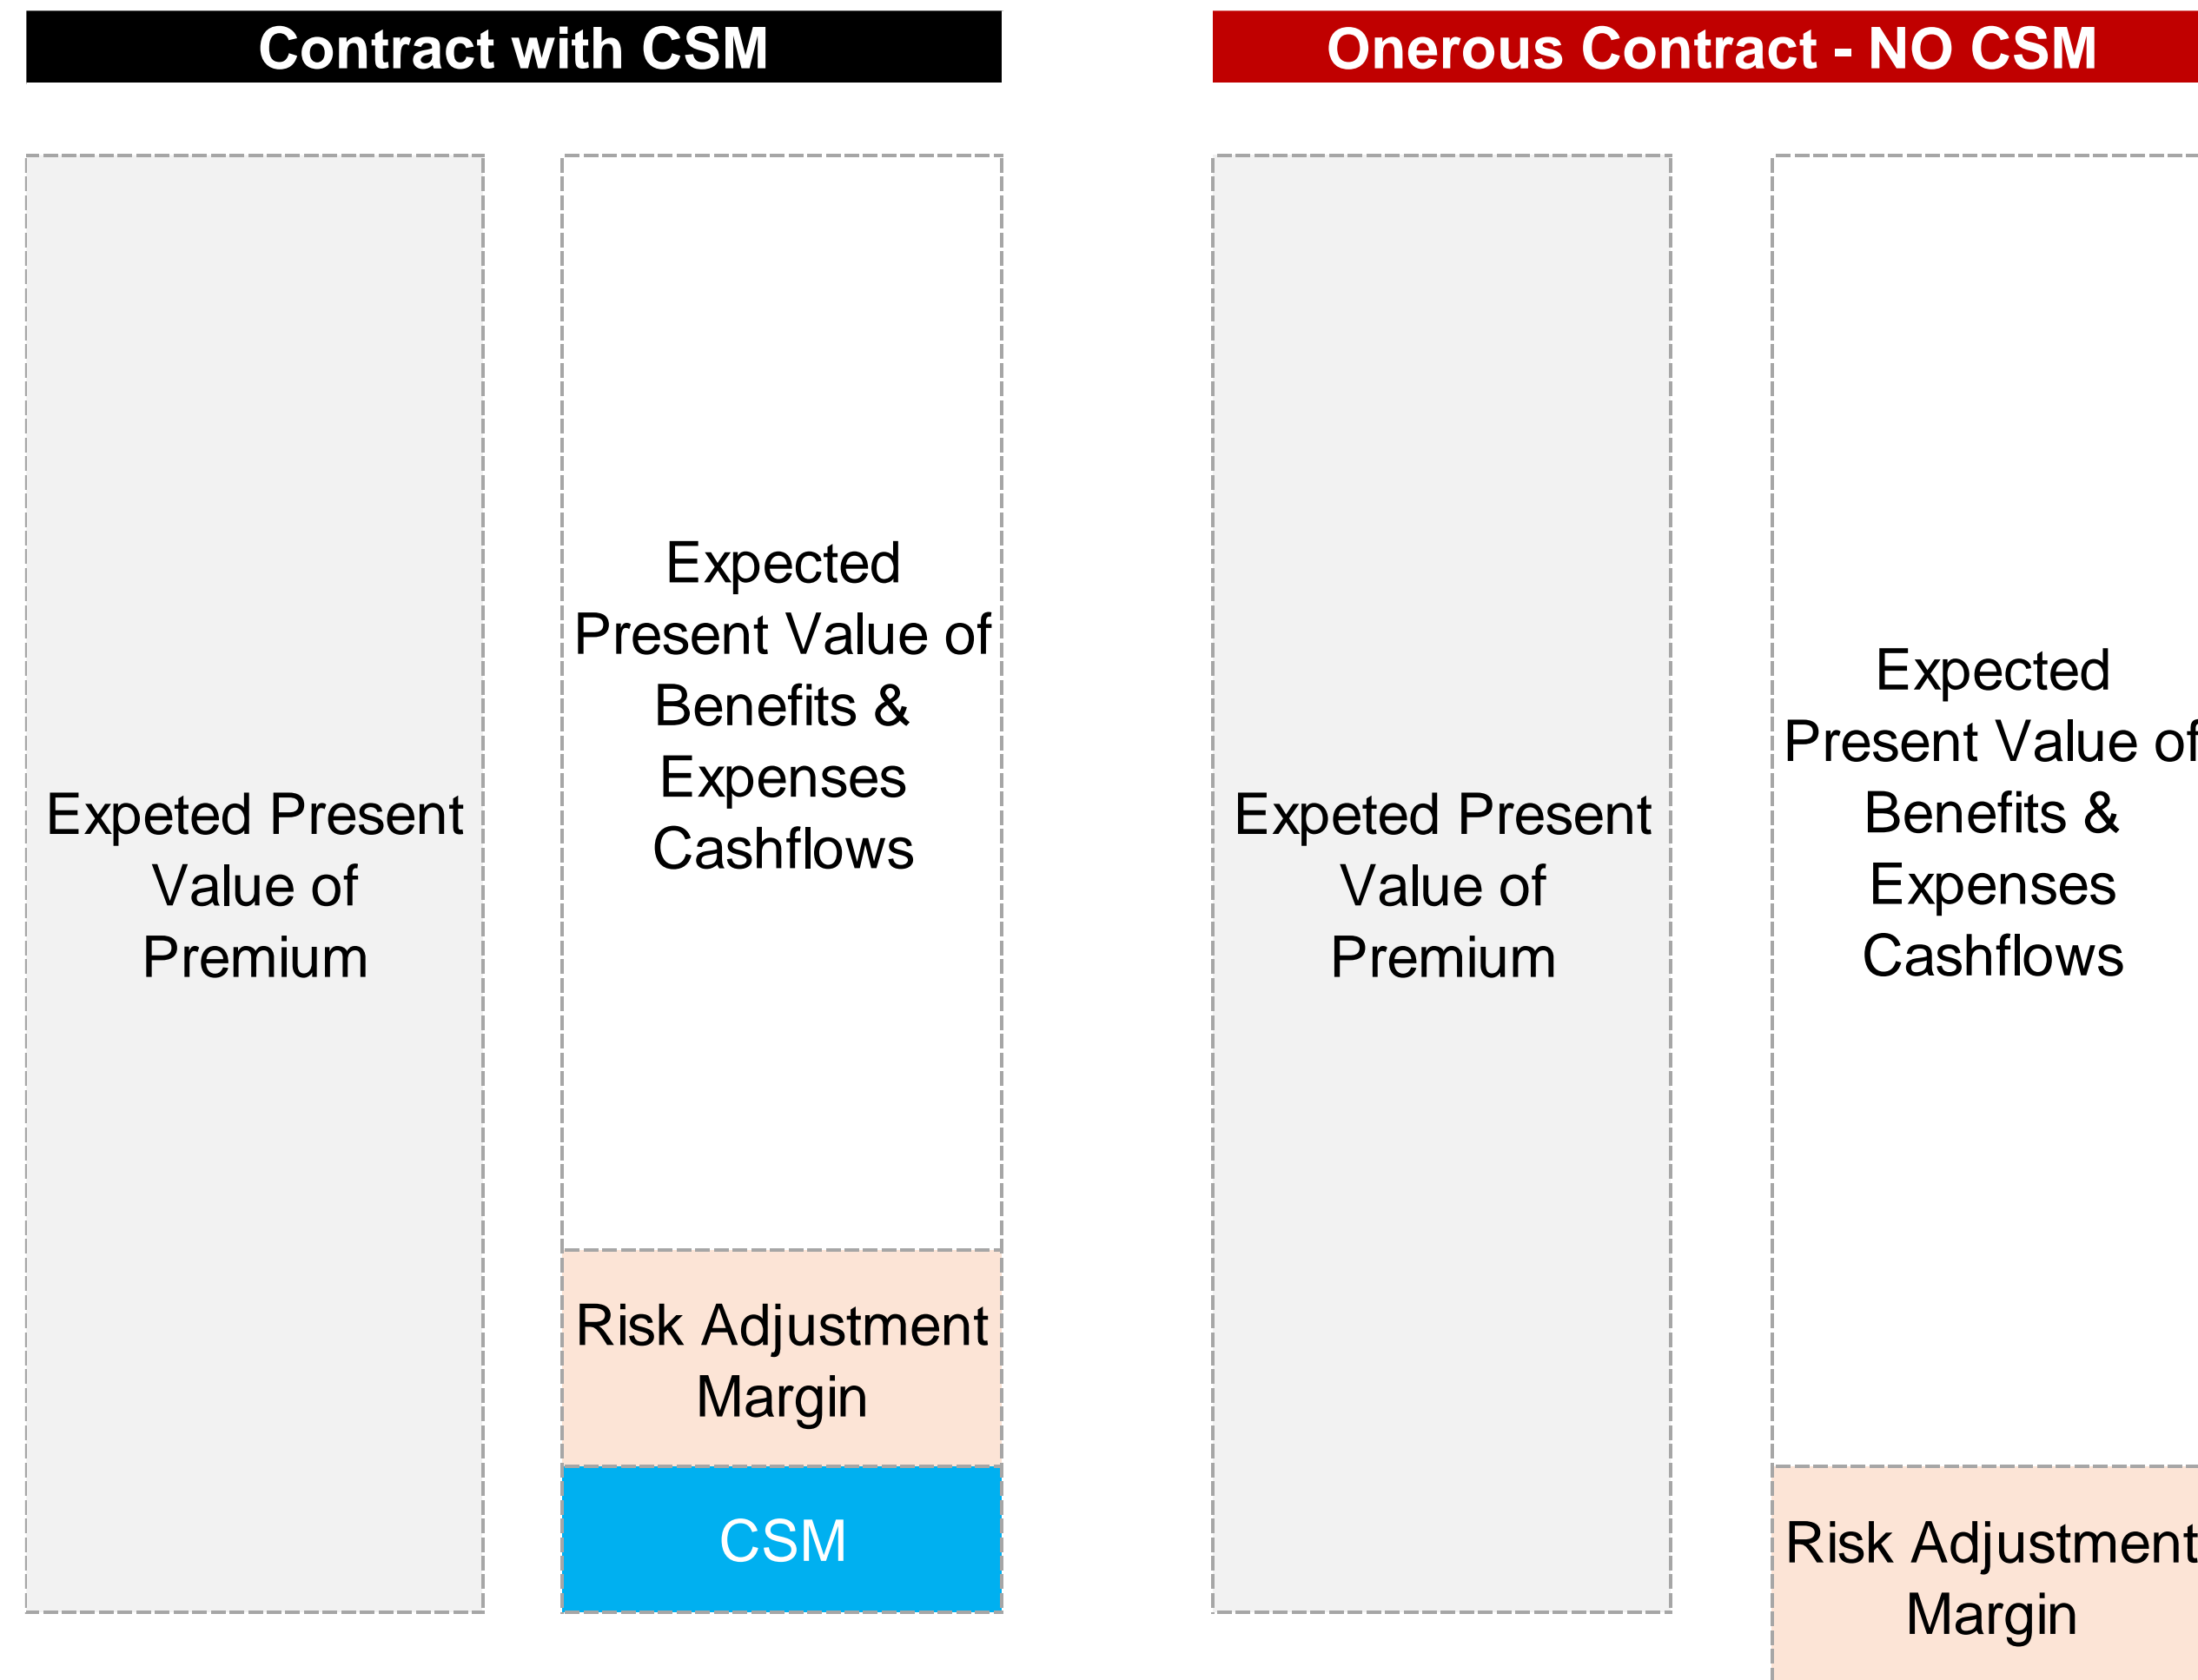 Contract with CSM
Onerous Contract - NO CSM
Expeted Present
Value of
Premium
Expected
Present Value of
Benefits &
Expenses
Cashflows
Risk Adjustment
Margin
CSM
Expeted Present
Value of
Premium
Expected
Present Value of
Benefits &
Expenses
Cashflows
Risk Adjustment
Margin